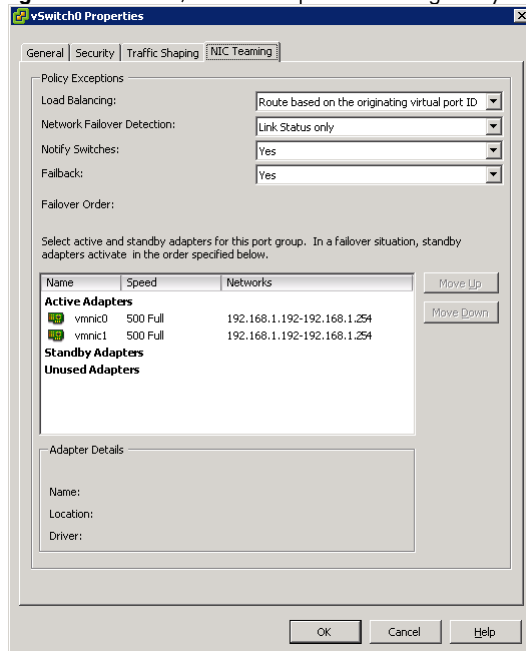 vSwitch0 Properties
General Security Traffic Shaping NIC Teaming
Policy Exceptions
Load Balancing: Route based on the originating virtual port ID
Network Failover Detection: Link Status only
Notify Switches: Yes
Failback: Yes
Failover Order:
Select active and standby adapters for this port group. In a failover situation, standby
adapters activate in the order specified below.
Name Speed Networks Move Up
Active Adapters Move Down
vmnic0 500 Full 192.168.1.192-192.168.1.254
vmnic1 500 Full 192.168.1.192-192.168.1.254
Standby Adapters
Unused Adapters
Adapter Details
Name:
Location:
Driver:
OK Cancel Help